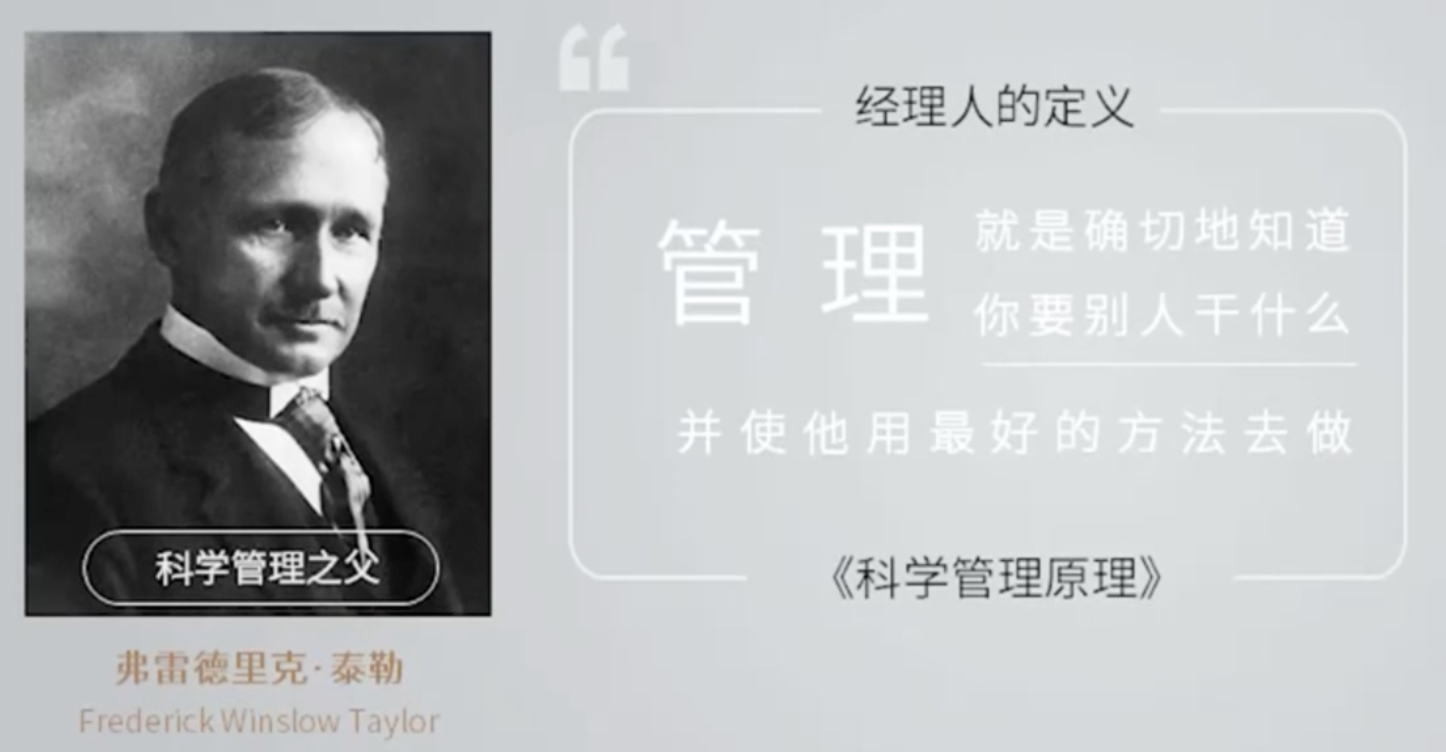 经理人的定义
管理
就是确切地知道
你要别人干什么
并使他用最好的方法去做
《科学管理原理》
科学管理之父
弗雷德里克·泰勒
Frederick Winslow Taylor